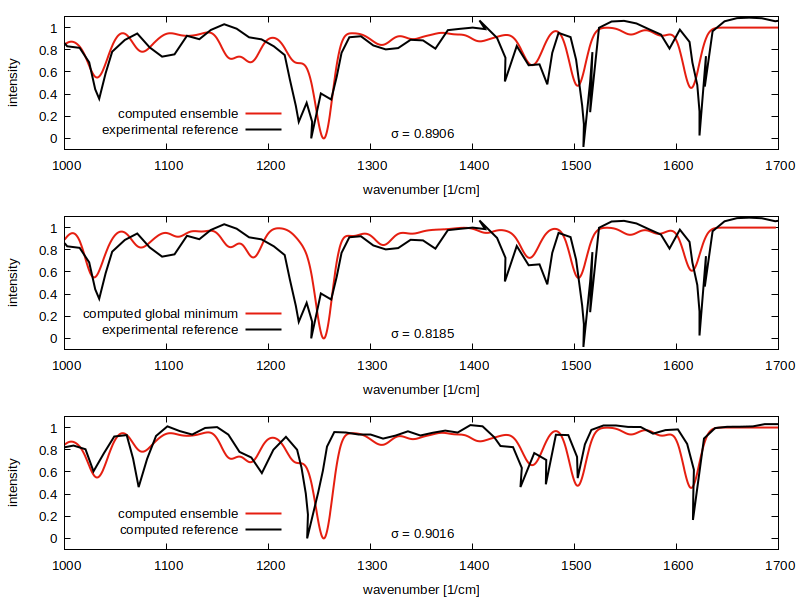 1
0.8
0.6
0.4
0.2
0
intensity
computed ensemble
experimental reference
σ = 0.8906
1000 1100 1200 1300 1400 1500 1600 1700
wavenumber [1/cm]
1
0.8
0.6
0.4
0.2
0
intensity
computed global minimum
experimental reference
σ = 0.8185
1000 1100 1200 1300 1400 1500 1600 1700
wavenumber [1/cm]
1
0.8
0.6
0.4
0.2
0
intensity
computed ensemble
computed reference
σ = 0.9016
1000 1100 1200 1300 1400 1500 1600 1700
wavenumber [1/cm]